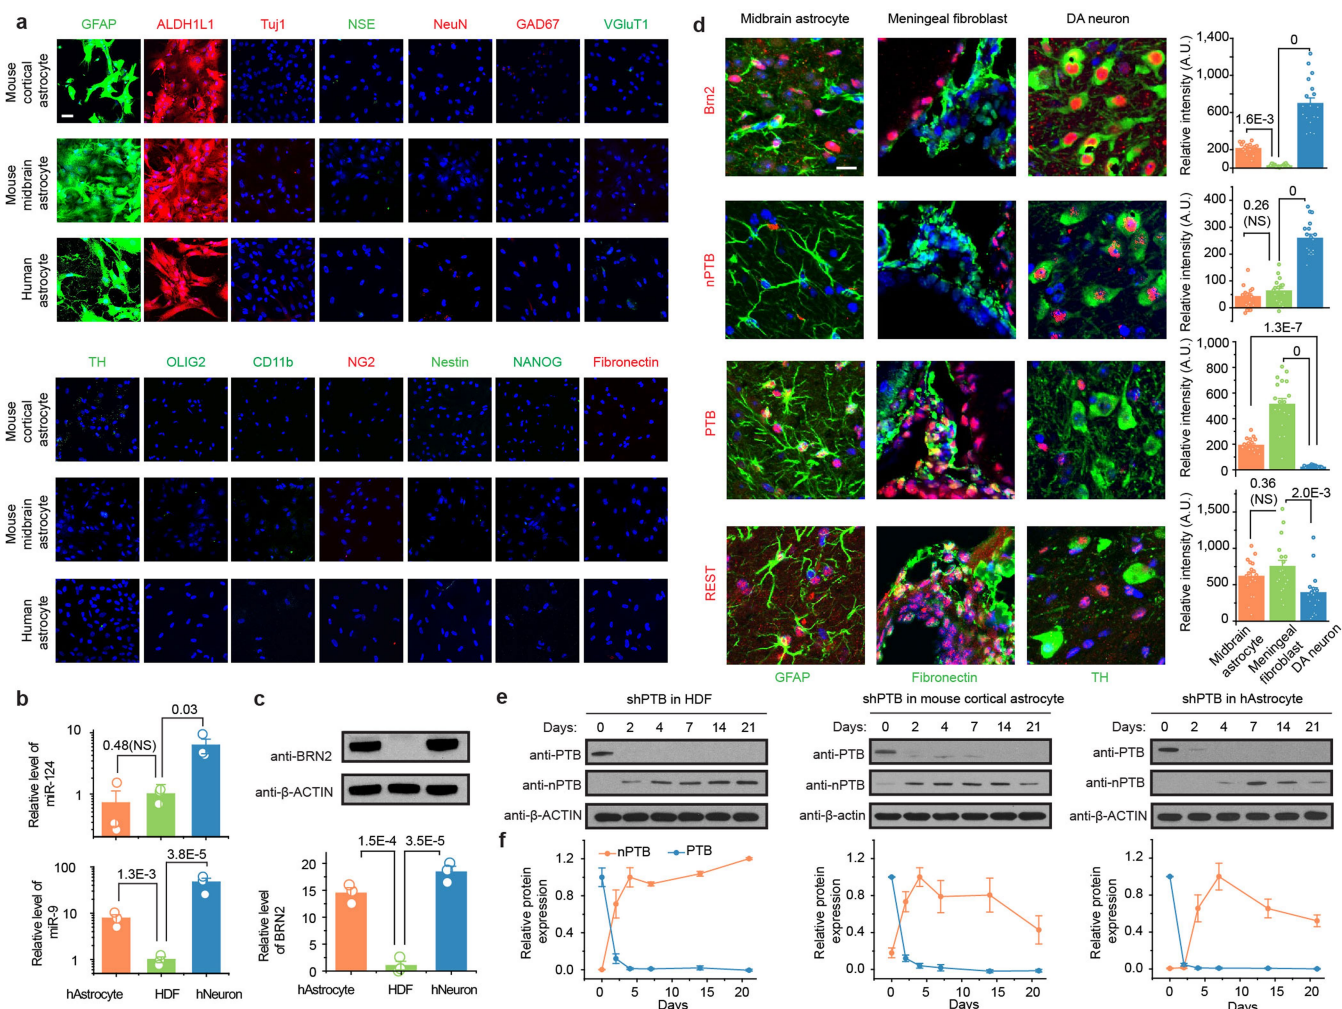 a
GFAP ALDH1L1 Tuj1 NSE NeuN GAD67 VGluT1
Mouse
cortical
astrocyte
Mouse
midbrain
astrocyte
Human
astrocyte
TH OLIG2 CD11b NG2 Nestin NANOG Fibronectin
Mouse
cortical
astrocyte
Mouse
midbrain
astrocyte
Human
astrocyte
b
Relative level of
miR-124
10
1
0.48(NS)
0.03
Relative level of
miR-9
100
10
1
1.3E-3
3.8E-5
hAstrocyte HDF hNeuron
c
anti-BRN2
anti-β-ACTIN
1.5E-4 3.5E-5
Relative level
of BRN2
20
15
10
5
0
hAstrocyte HDF hNeuron
d
Midbrain astrocyte Meningeal fibroblast DA neuron
Brn2
Relative intensity (A.U.)
1,400
1,000
600
200
0
1.6E-3
0
nPTB
Relative intensity (A.U.)
400
300
200
100
0
0.26
(NS)
0
PTB
Relative intensity (A.U.)
1,000
800
600
400
200
0
1.3E-7
0
REST
Relative intensity (A.U.)
1,500
1,000
500
0
0.36
(NS)
2.0E-3
Midbrain
astrocyte
Meningeal
fibroblast
DA neuron
GFAP Fibronectin TH
e
shPTB in HDF
Days: 0 2 4 7 14 21
anti-PTB
anti-nPTB
anti-β-ACTIN
shPTB in mouse cortical astrocyte
Days: 0 2 4 7 14 21
anti-PTB
anti-nPTB
anti-β-actin
shPTB in hAstrocyte
Days: 0 2 4 7 14 21
anti-PTB
anti-nPTB
anti-β-ACTIN
f
nPTB PTB
Relative protein
expression
1.2
0.8
0.4
0.0
0 5 10 15 20
Days
Relative protein
expression
1.2
0.8
0.4
0.0
0 5 10 15 20
Days
Relative protein
expression
1.2
0.8
0.4
0.0
0 5 10 15 20
Days